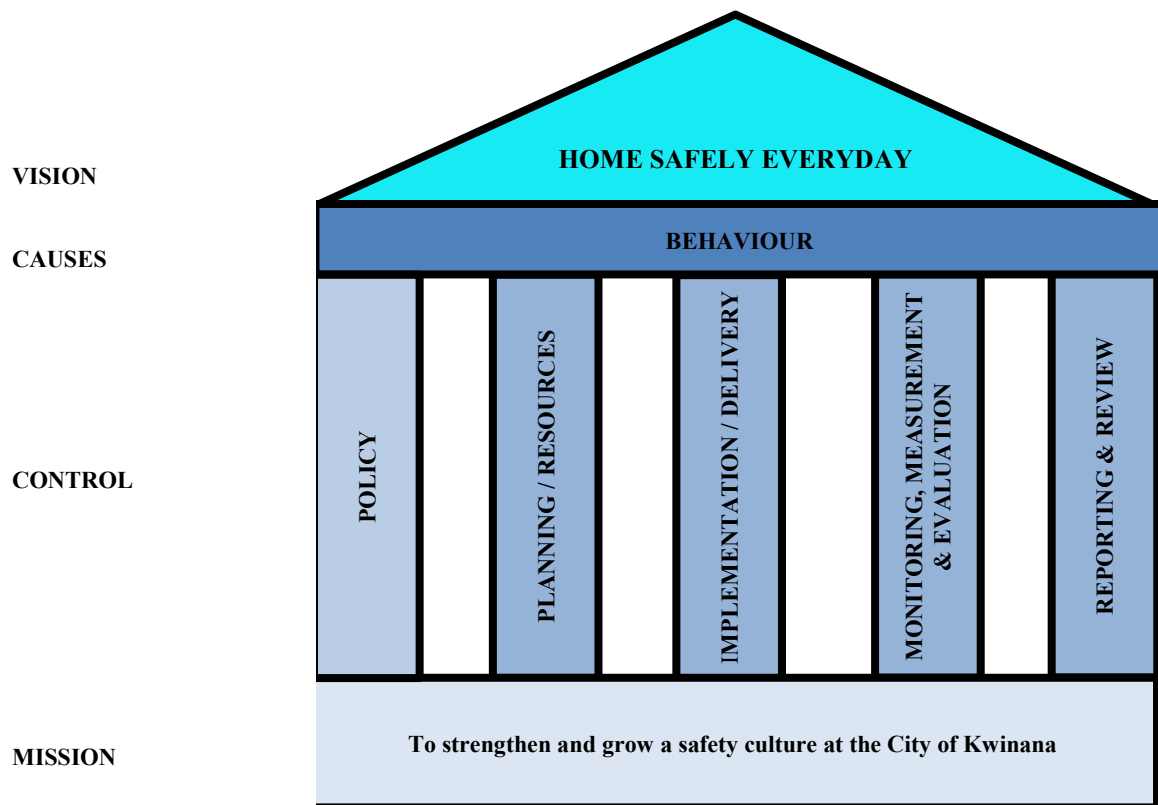 VISION
HOME SAFELY EVERYDAY
CAUSES
BEHAVIOUR
CONTROL
POLICY
PLANNING / RESOURCES
IMPLEMENTATION / DELIVERY
MONITORING, MEASUREMENT
& EVALUATION
REPORTING & REVIEW
MISSION
To strengthen and grow a safety culture at the City of Kwinana